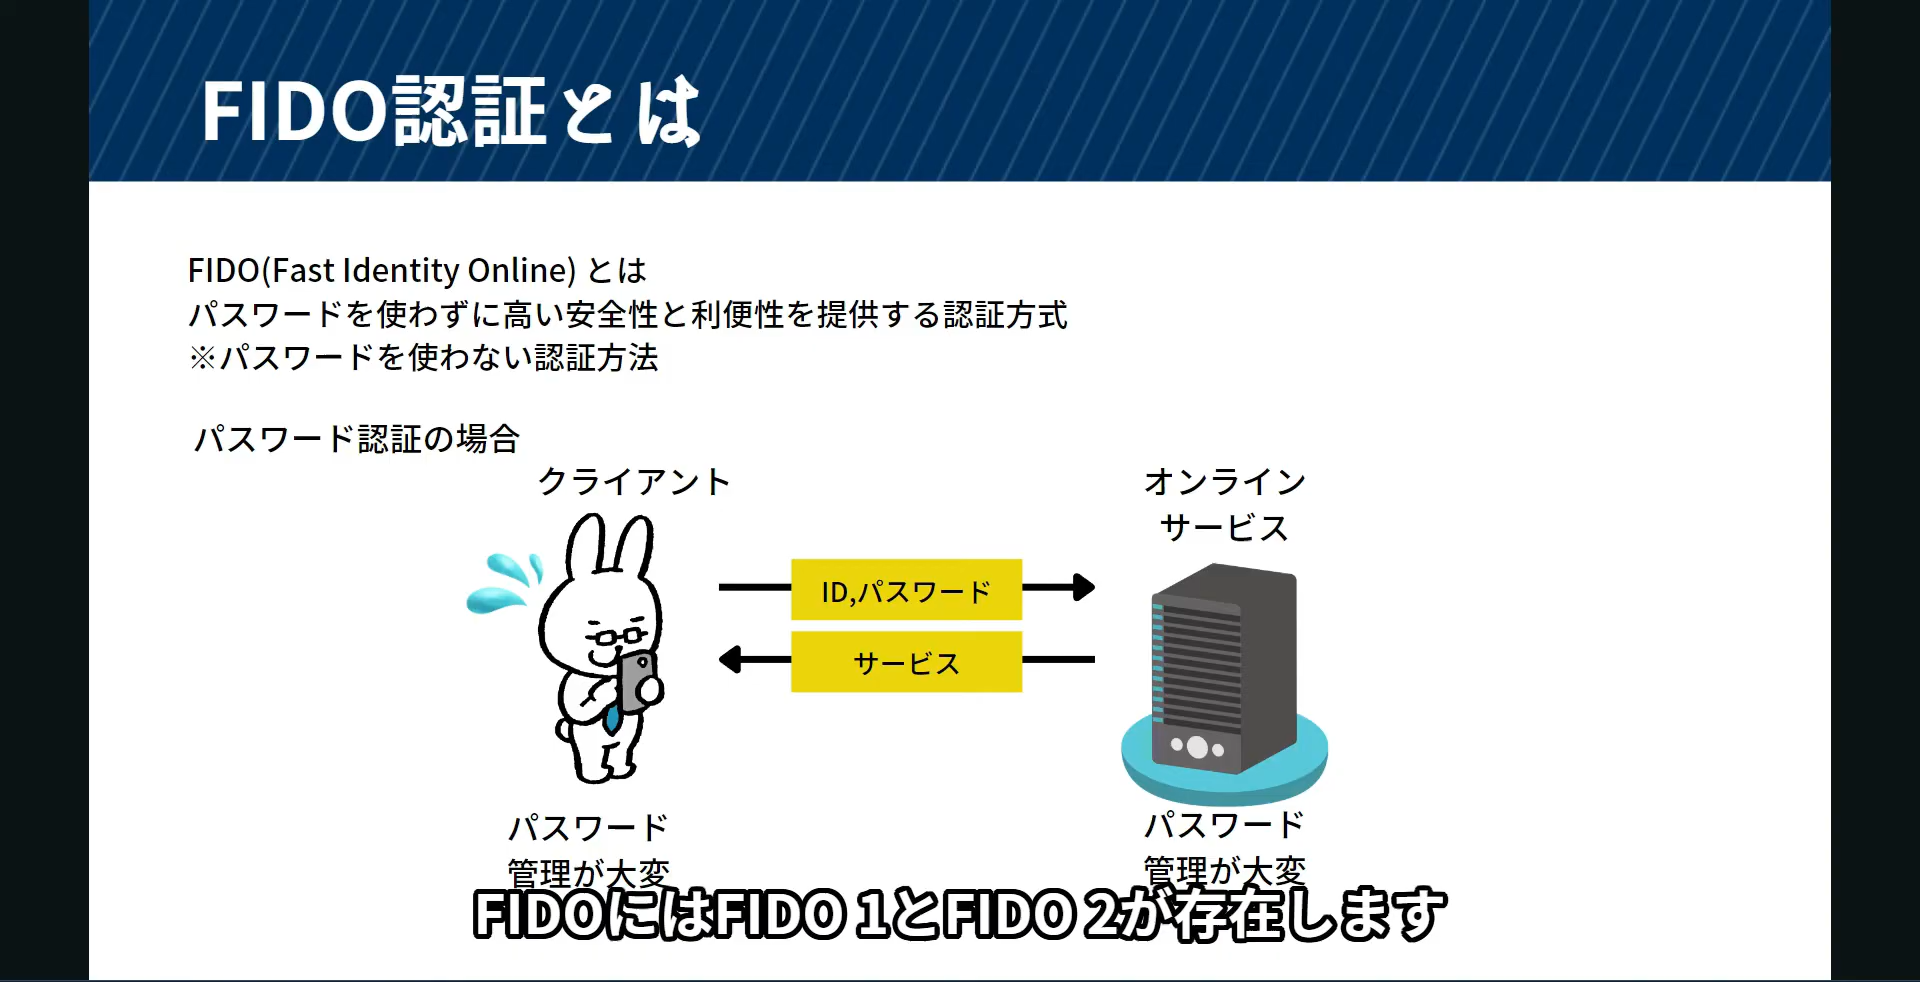 FIDO認証とは
FIDO(Fast Identity Online) とは
パスワードを使わずに高い安全性と利便性を提供する認証方式
※パスワードを使わない認証方法
パスワード認証の場合
クライアント
オンライン
サービス
ID,パスワード
サービス
パスワード
管理が大変
パスワード
管理が大変
FIDOにはFIDO 1とFIDO 2が存在します